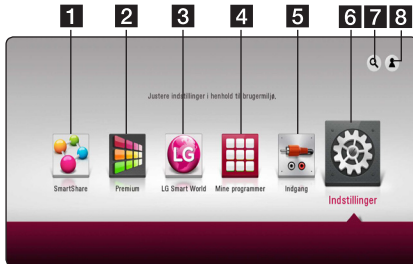 1 2 3 4 5 6 7 8
Justere indstillinger i henhold til brugermiljø.
LG
SmartShare Premium LG Smart World Mine programmer Indgang Indstillinger